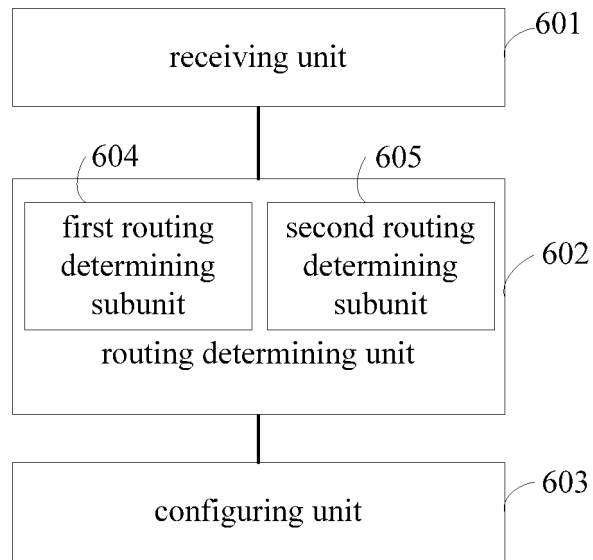 601
receiving unit
604
605
first routing
determining
subunit
second routing
determining
subunit
602
routing determining unit
603
configuring unit